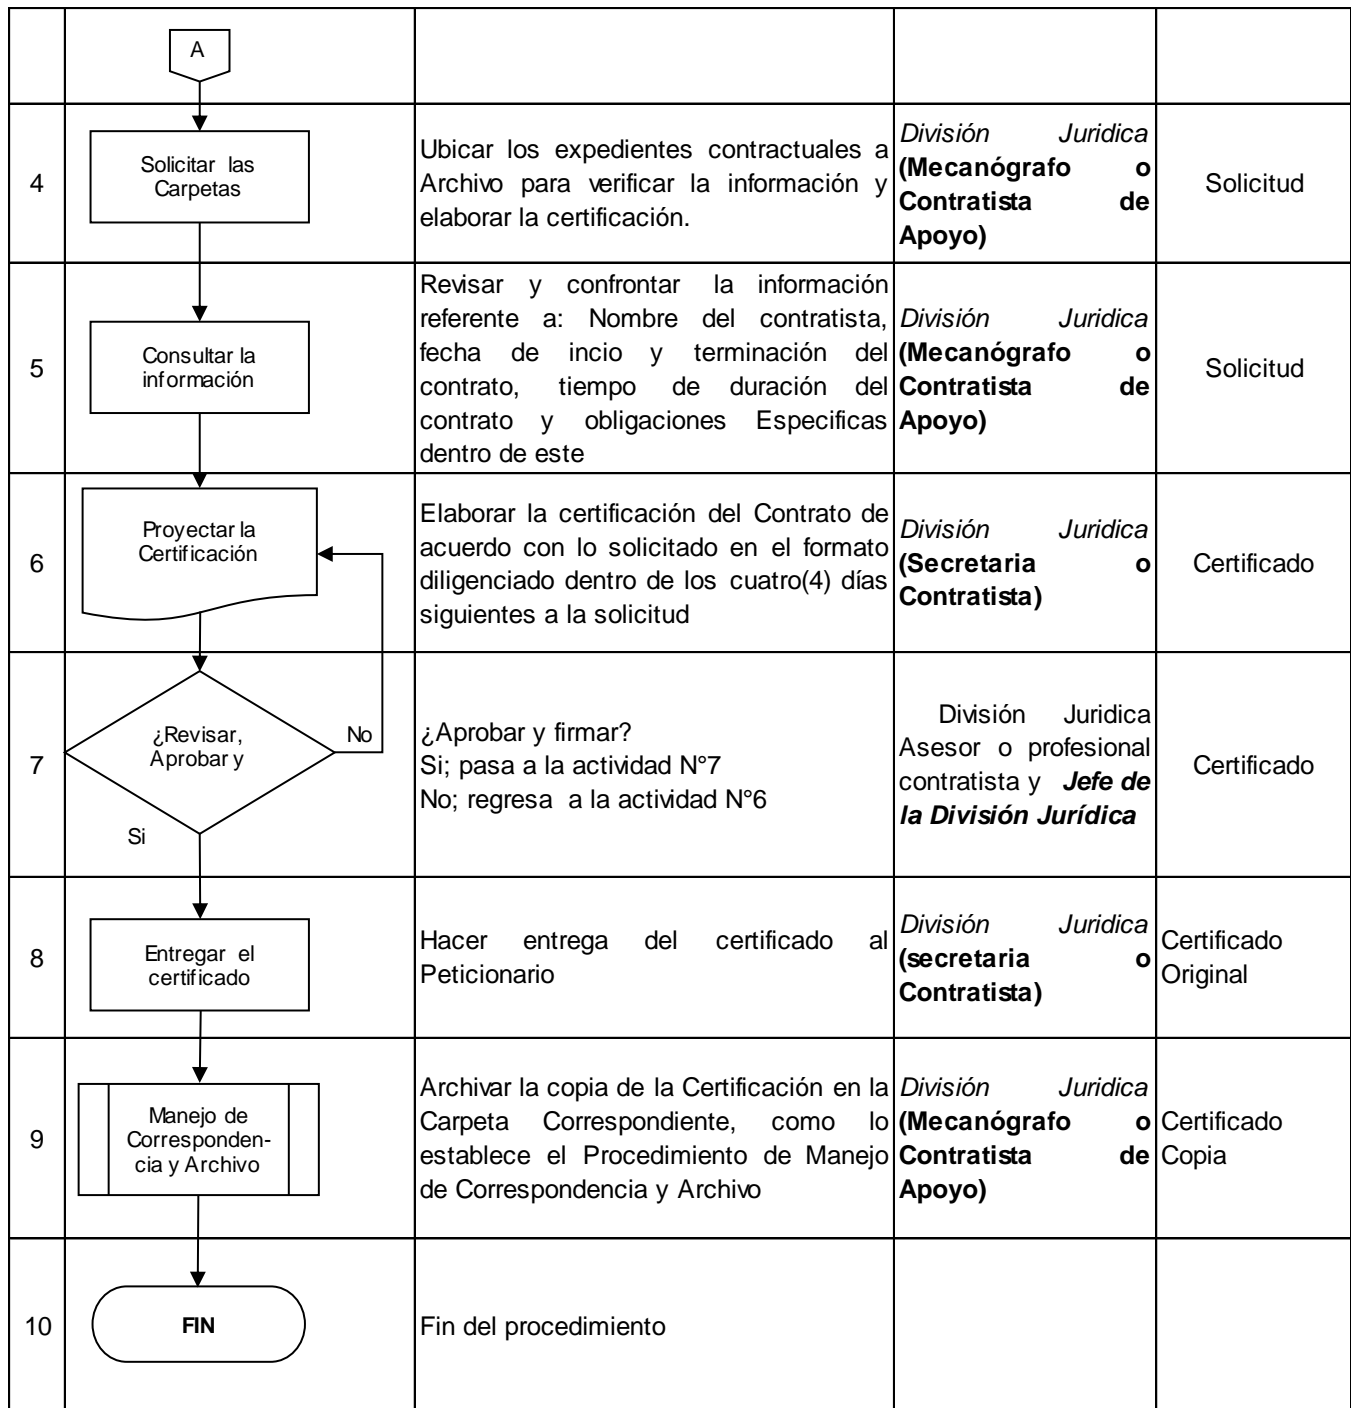 A
4
Solicitar las
Carpetas
Ubicar los expedientes contractuales a
Archivo para verificar la información y
elaborar la certificación.
División Juridica
(Mecanógrafo o
Contratista de
Apoyo)
Solicitud
5
Consultar la
información
Revisar y confrontar la información
referente a: Nombre del contratista,
fecha de incio y terminación del
contrato, tiempo de duración del
contrato y obligaciones Especificas
dentro de este
División Juridica
(Mecanógrafo o
Contratista de
Apoyo)
Solicitud
6
Proyectar la
Certificación
Elaborar la certificación del Contrato de
acuerdo con lo solicitado en el formato
diligenciado dentro de los cuatro(4) días
siguientes a la solicitud
División Juridica
(Secretaria o
Contratista)
Certificado
7
¿Revisar,
Aprobar y
No
Si
¿Aprobar y firmar?
Si; pasa a la actividad N°7
No; regresa a la actividad N°6
División Juridica
Asesor o profesional
contratista y Jefe de
la División Jurídica
Certificado
8
Entregar el
certificado
Hacer entrega del certificado al
Peticionario
División Juridica
(secretaria o
Contratista)
Certificado
Original
9
Manejo de
Corresponden-
cia y Archivo
Archivar la copia de la Certificación en la
Carpeta Correspondiente, como lo
establece el Procedimiento de Manejo
de Correspondencia y Archivo
División Juridica
(Mecanógrafo o
Contratista de
Apoyo)
Certificado
Copia
10
FIN
Fin del procedimiento